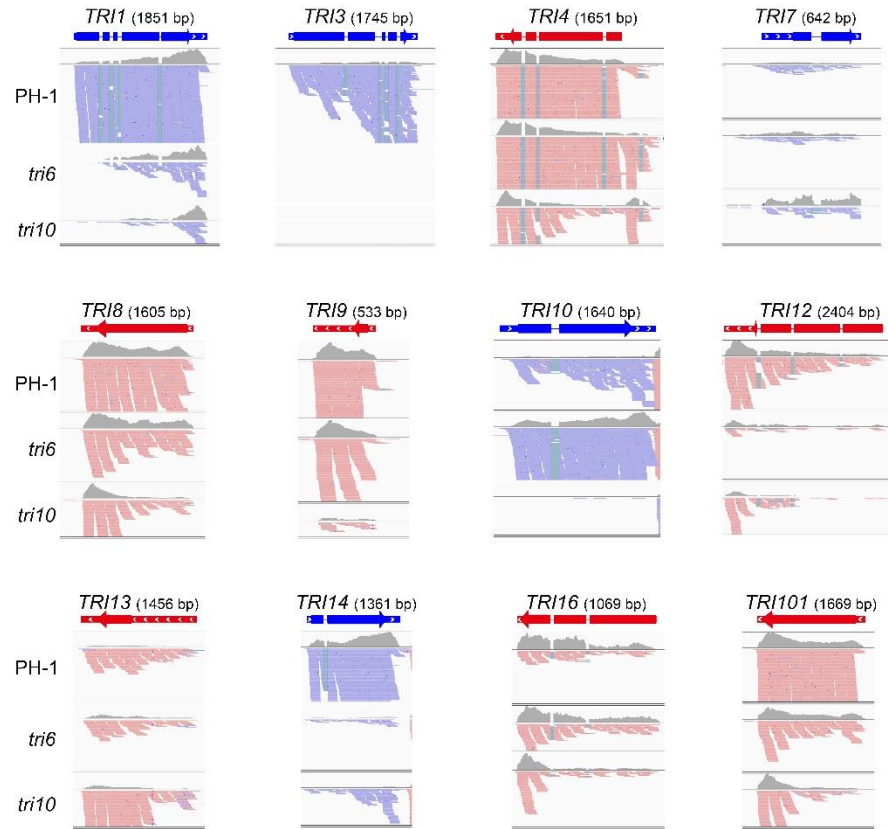 TRI1 (1851 bp) TRI3 (1745 bp) TRI4 (1651 bp) TRI7 (642 bp)
PH-1
tri6
tri10
TRI8 (1605 bp) TRI9 (533 bp) TRI10 (1640 bp) TRI12 (2404 bp)
PH-1
tri6
tri10
TRI13 (1456 bp) TRI14 (1361 bp) TRI16 (1069 bp) TRI101 (1669 bp)
PH-1
tri6
tri10